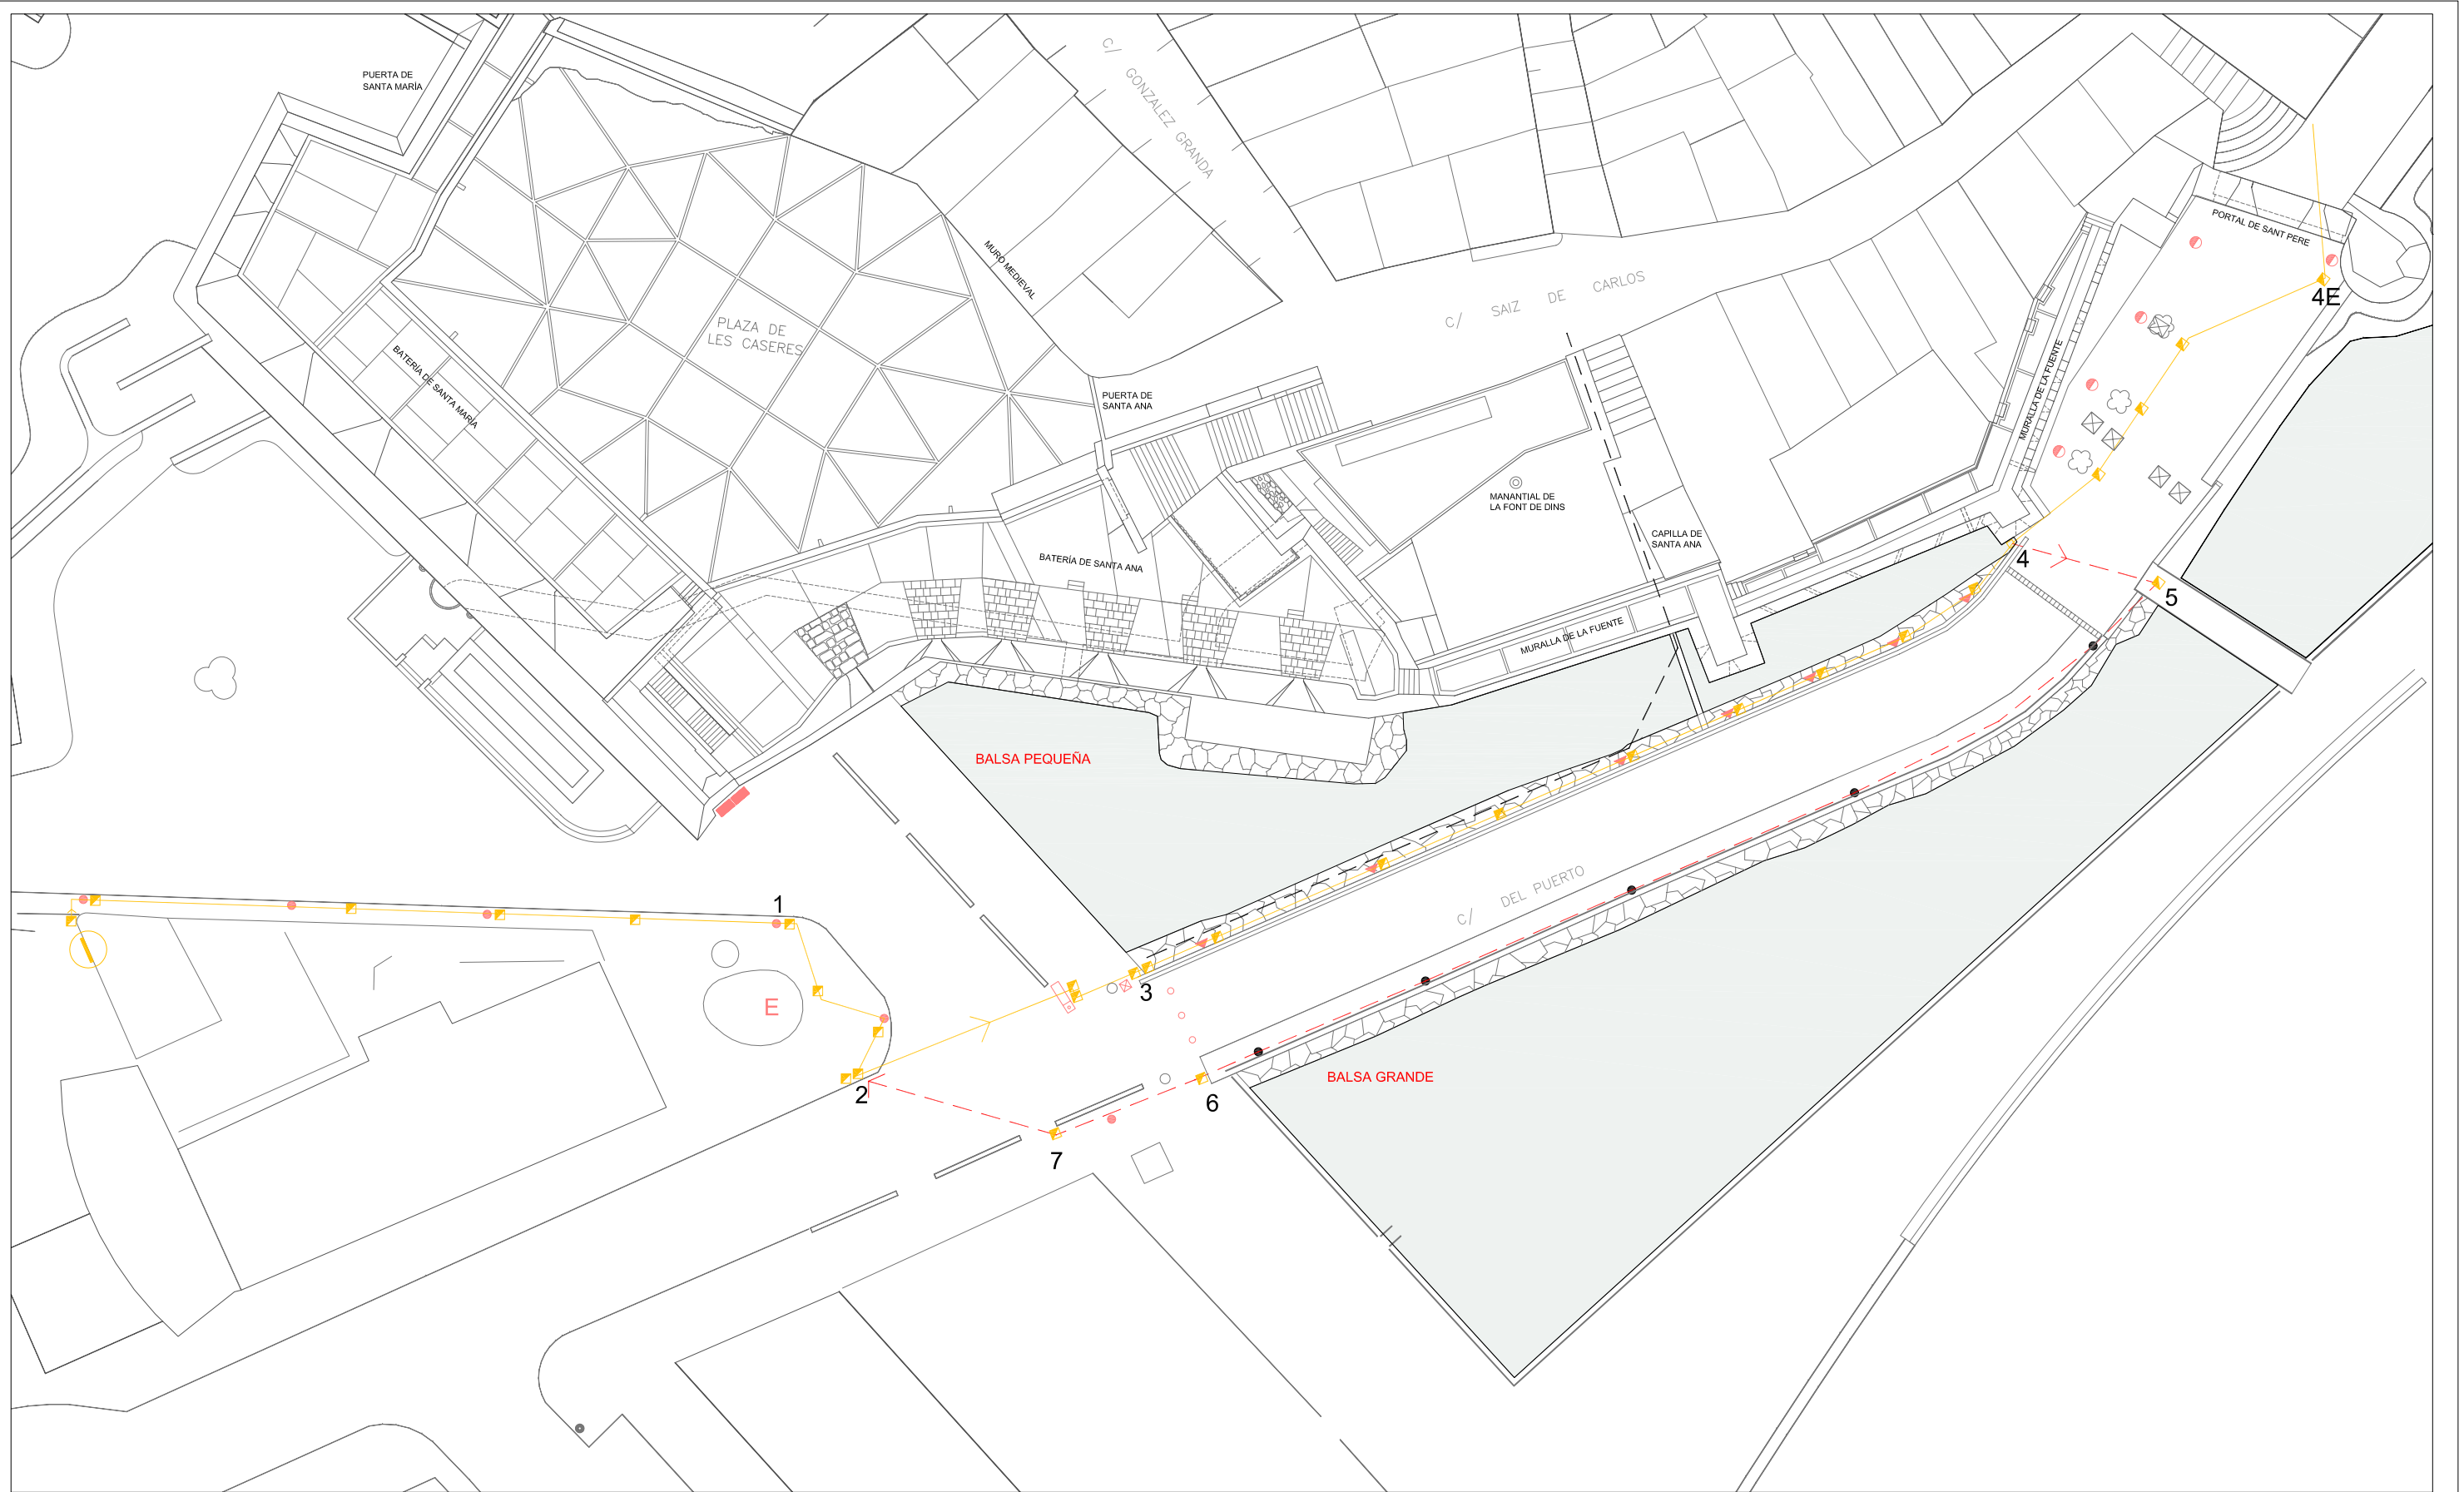 PUERTA DE
SANTA MARÍA
C/ GONZALEZ GRANDA
PORTAL DE SANT PERE
MURO MEDIEVAL
C/ SAIZ DE CARLOS
4E
PLAZA DE
LES CASERES
BATERÍA DE SANTA MARÍA
MURALLA DE LA FUENTE
PUERTA DE
SANTA ANA
MANANTIAL DE
LA FONT DE DINS
CAPILLA DE
SANTA ANA
BATERÍA DE SANTA ANA
4
5
MURALLA DE LA FUENTE
BALSA PEQUEÑA
C/ DEL PUERTO
1
3
E
BALSA GRANDE
2
6
7